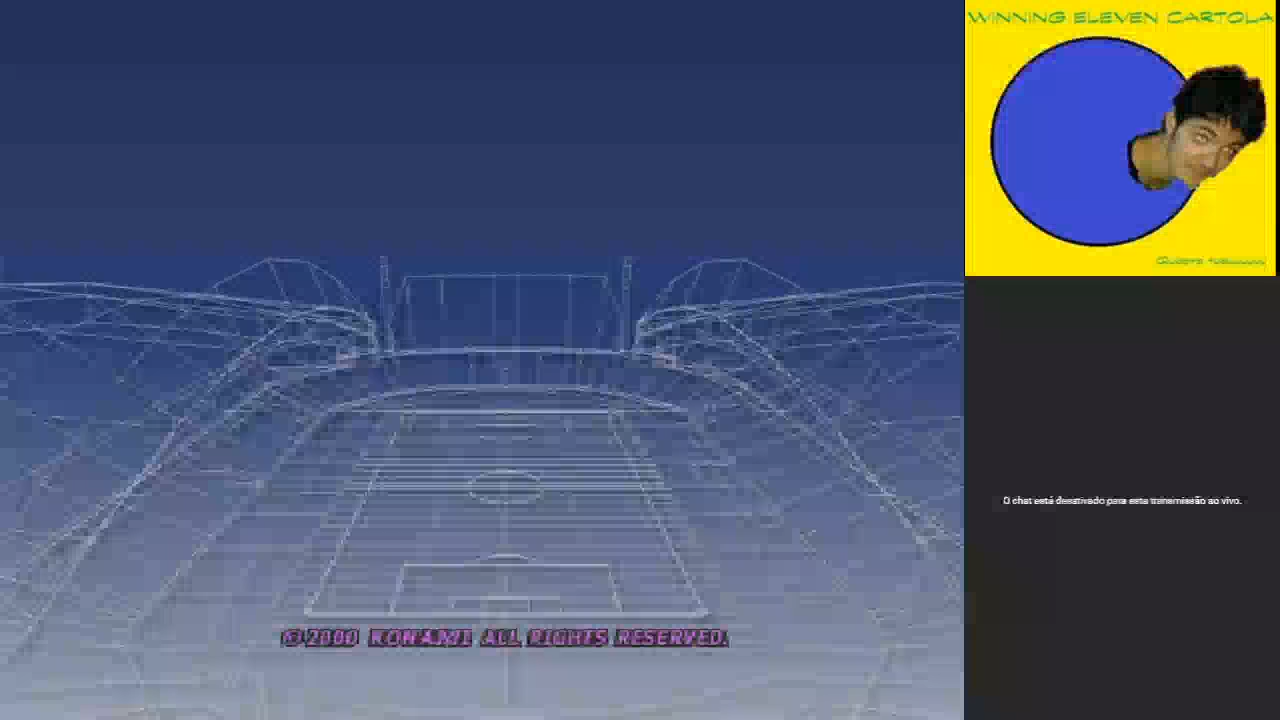 WINNING ELEVEN CARTOLA
O chat está desativado para esta transmissão ao vivo.
© 2000 KONAMI ALL RIGHTS RESERVED.